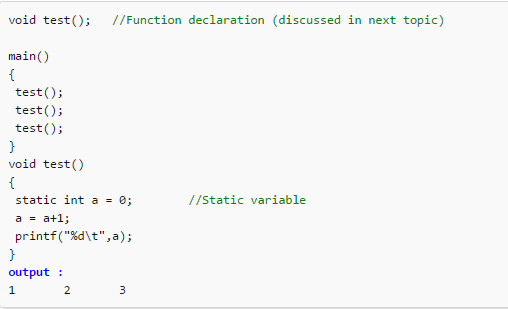 void test();   //Function declaration (discussed in next topic)
main()
{
 test();
 test();
 test();
}
void test()
{
 static int a = 0;        //Static variable
 a = a+1;
 printf("%d\t",a);
}
output :
1       2       3